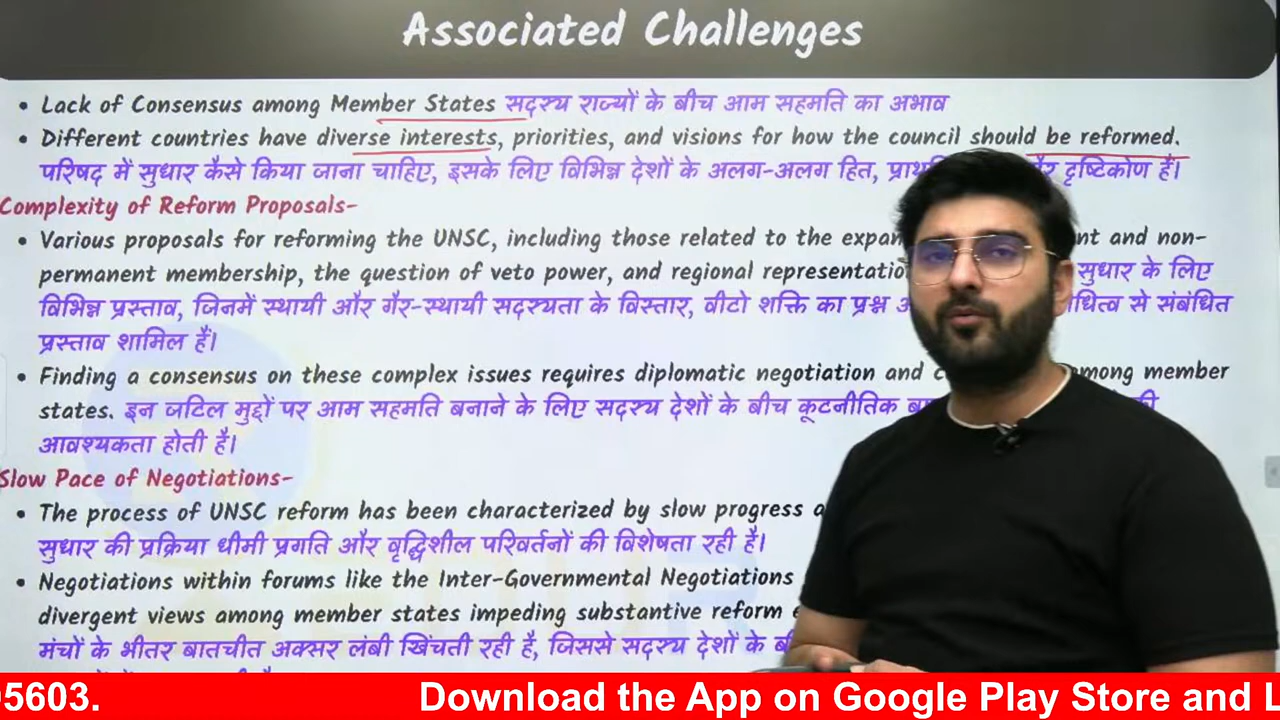 Associated Challenges
• Lack of Consensus among Member States सदस्य राज्यों के बीच आम सहमति का अभाव
• Different countries have diverse interests, priorities, and visions for how the council should be reformed.
परिषद में सुधार कैसे किया जाना चाहिए, इसके लिए विभिन्न देशों के अलग-अलग हित, दृष्टिकोण हैं।
Complexity of Reform Proposals-
• Various proposals for reforming the UNSC, including those related to the and non-
permanent membership, the question of veto power, and regional सुधार के लिए
विभिन्न प्रस्ताव, जिनमें स्थायी और गैर-स्थायी सदस्यता के विस्तार, वीटो शक्ति का प्रश्न से संबंधित
प्रस्ताव शामिल हैं।
• Finding a consensus on these complex issues requires diplomatic negotiation and among member
states. इन जटिल मुद्दों पर आम सहमति बनाने के लिए सदस्य देशों के बीच कूटनीतिक की
आवश्यकता होती है।
Slow Pace of Negotiations-
• The process of UNSC reform has been characterized by slow progress
सुधार की प्रक्रिया धीमी प्रगति और वृद्धिशील परिवर्तनों की विशेषता रही है।
• Negotiations within forums like the Inter-Governmental Negotiations
divergent views among member states impeding substantive reform
मंचों के भीतर बातचीत अक्सर लंबी खिंचती रही है, जिससे सदस्य देशों के
5603. Download the App on Google Play Store and